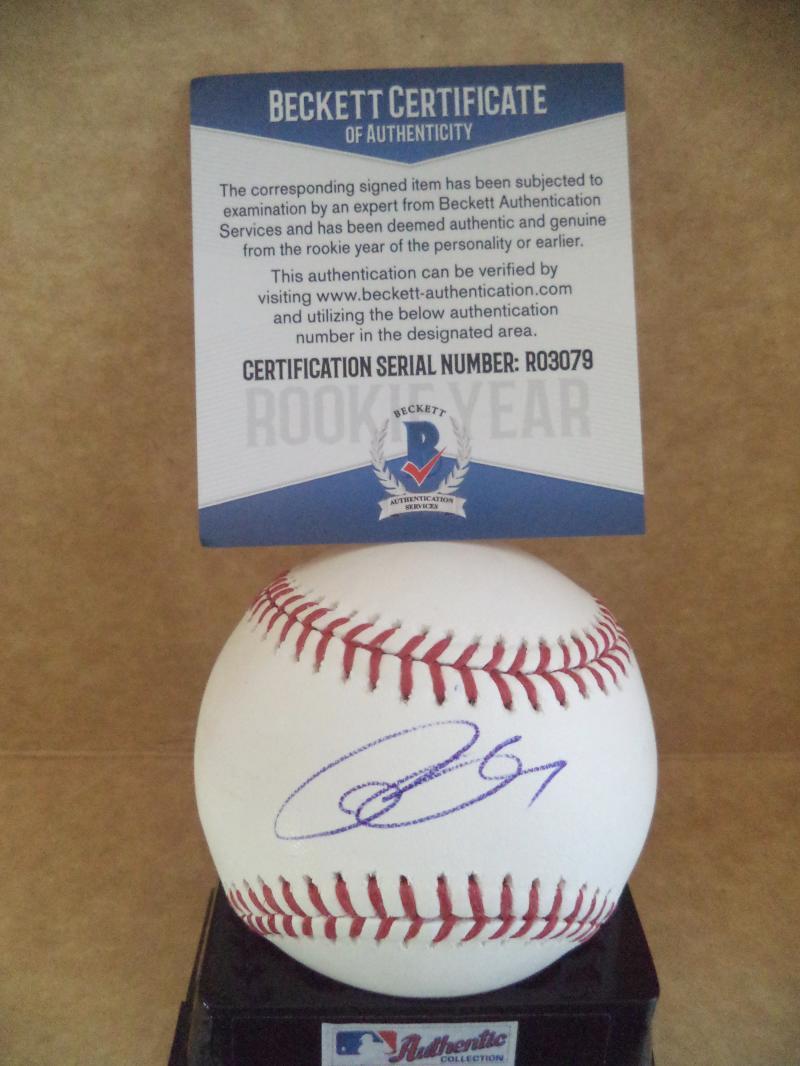 BECKETT CERTIFICATE
OF AUTHENTICITY
The corresponding signed item has been subjected to
examination by an expert from Beckett Authentication
Services and has been deemed authentic and genuine
from the rookie year of the personality or earlier.
This authentication can be verified by
visiting www.beckett-authentication.com
and utilizing the below authentication
number in the designated area.
CERTIFICATION SERIAL NUMBER: R03079
ROOKIE YEAR
BECKETT
B
AUTHENTICATION
SERVICES
Authentic
COLLECTION